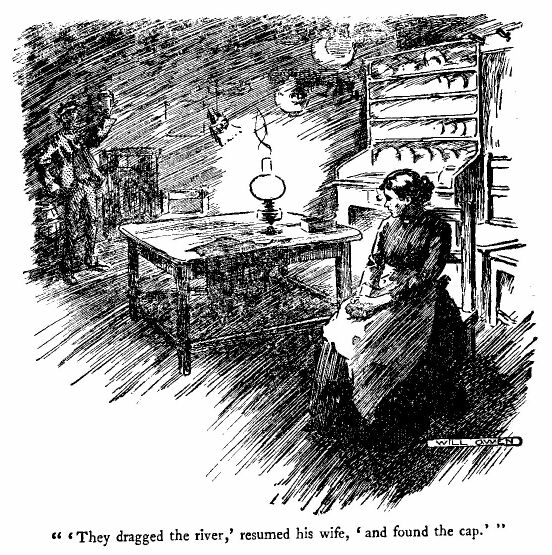 WILL OWEN
“ ‘ They dragged the river,’ resumed his wife, ‘ and found the cap.’ ”